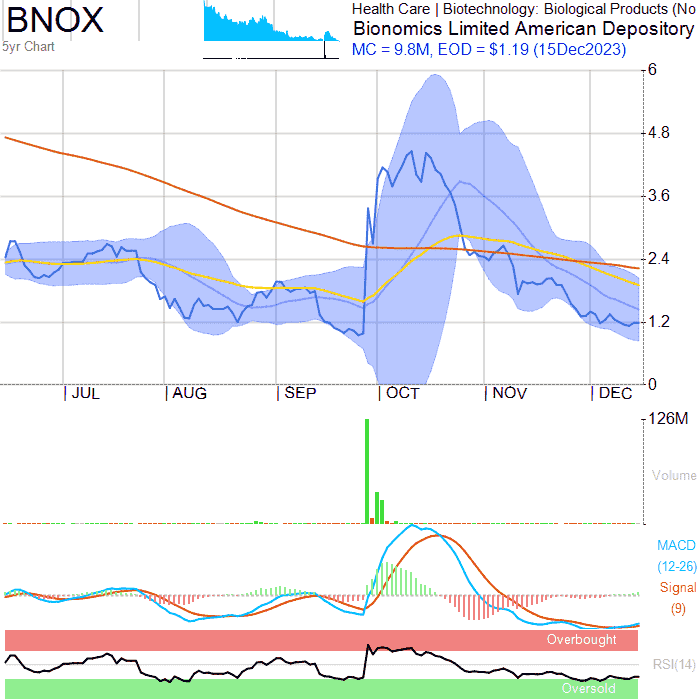 BNOX
5yr Chart
Health Care | Biotechnology: Biological Products (No
Bionomics Limited American Depository
MC = 9.8M, EOD = $1.19 (15Dec2023)
6
4.8
3.6
2.4
1.2
0
JUL AUG SEP OCT NOV DEC
126M
Volume
MACD
(12-26)
Signal
(9)
Overbought
RSI(14)
Oversold